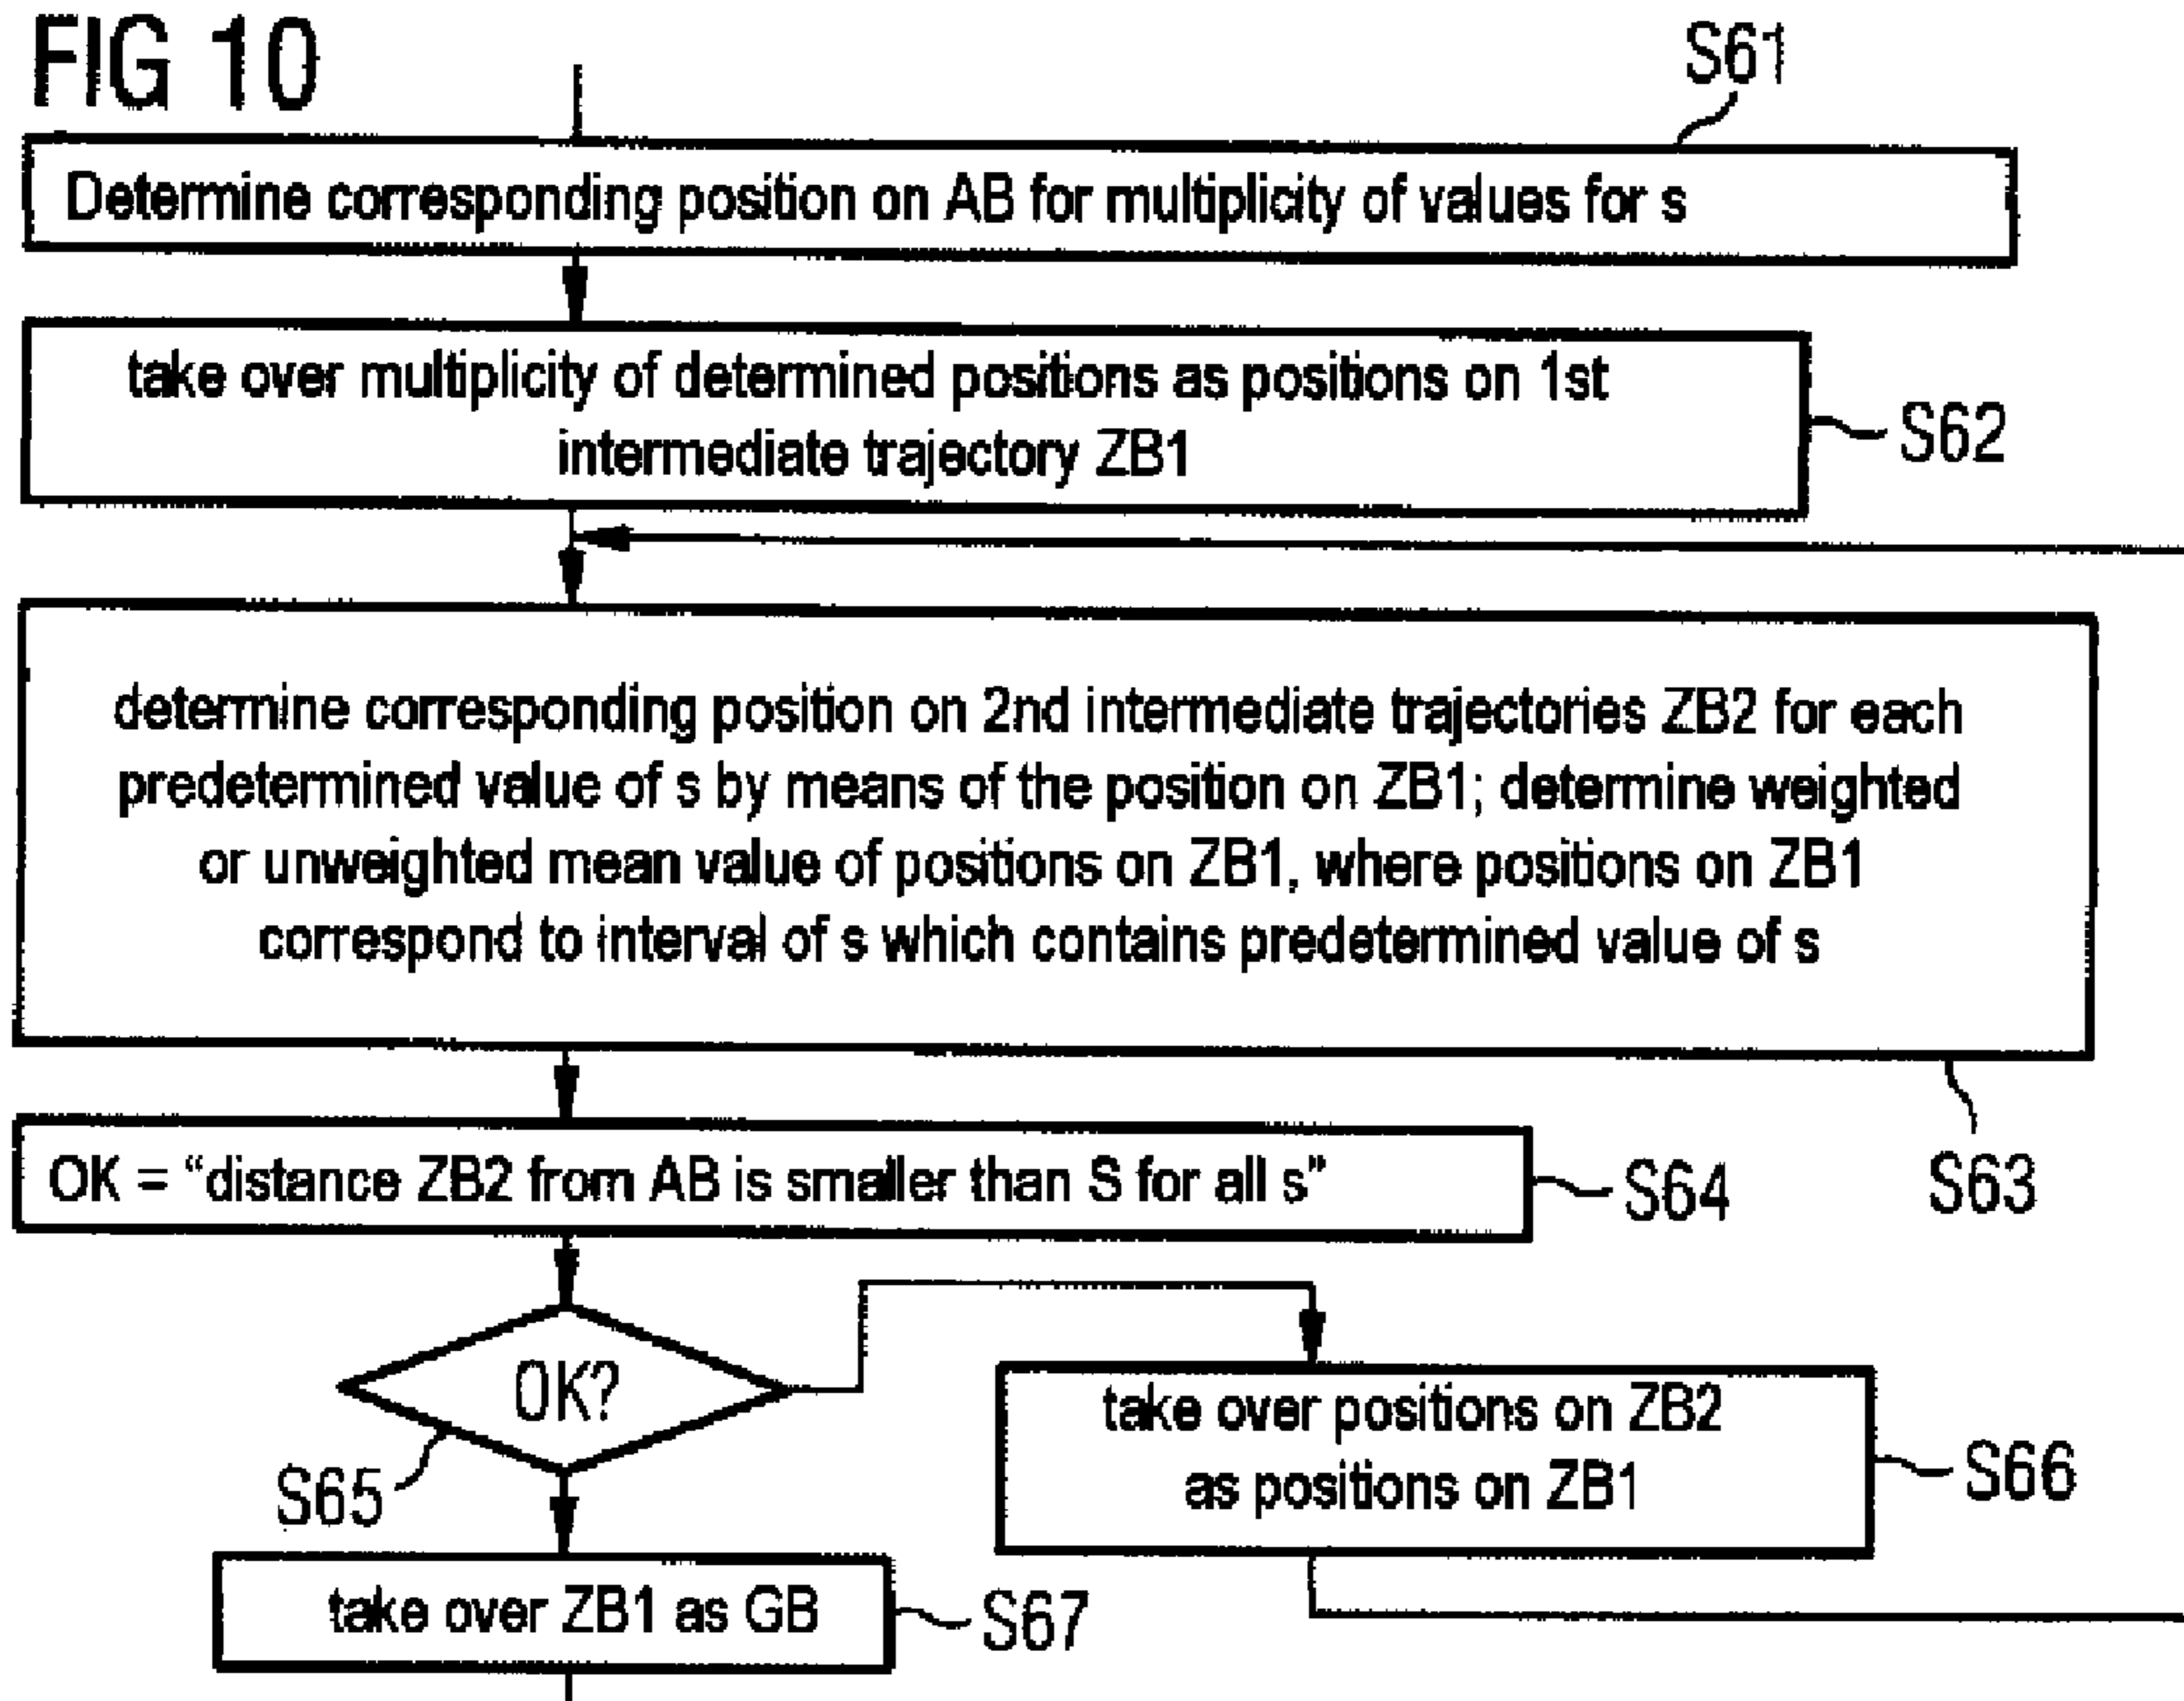 FIG 10
S61
Determine corresponding position on AB for multiplicity of values for s
take over multiplicity of determined positions as positions on 1st
intermediate trajectory ZB1
S62
determine corresponding position on 2nd intermediate trajectories ZB2 for each
predetermined value of s by means of the position on ZB1; determine weighted
or unweighted mean value of positions on ZB1, where positions on ZB1
correspond to interval of s which contains predetermined value of s
S63
OK = “distance ZB2 from AB is smaller than S for all s”
S64
OK?
S65
take over positions on ZB2
as positions on ZB1
S66
take over ZB1 as GB
S67